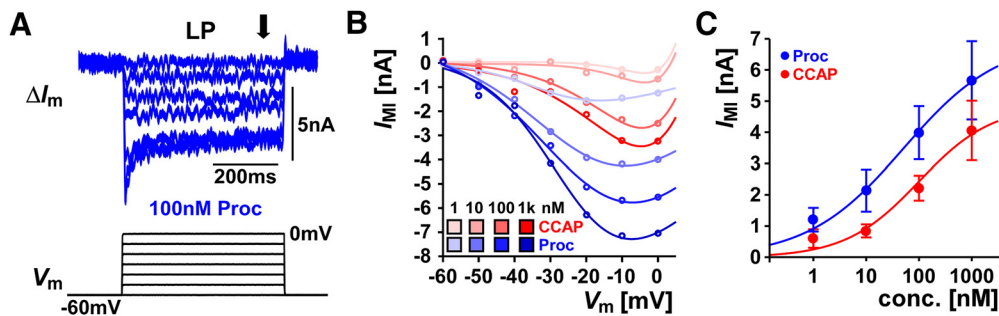 A
LP
ΔIm
5nA
200ms
100nM Proc
0mV
Vm
-60mV
B
IMI [nA]
1
0
-1
-2
-3
-4
-5
-6
-7
-8
1 10 100 1k nM
CCAP
Proc
-60 -50 -40 -30 -20 -10 0
Vm [mV]
C
IMI [nA]
7
6
5
4
3
2
1
0
Proc
CCAP
1 10 100 1000
conc. [nM]